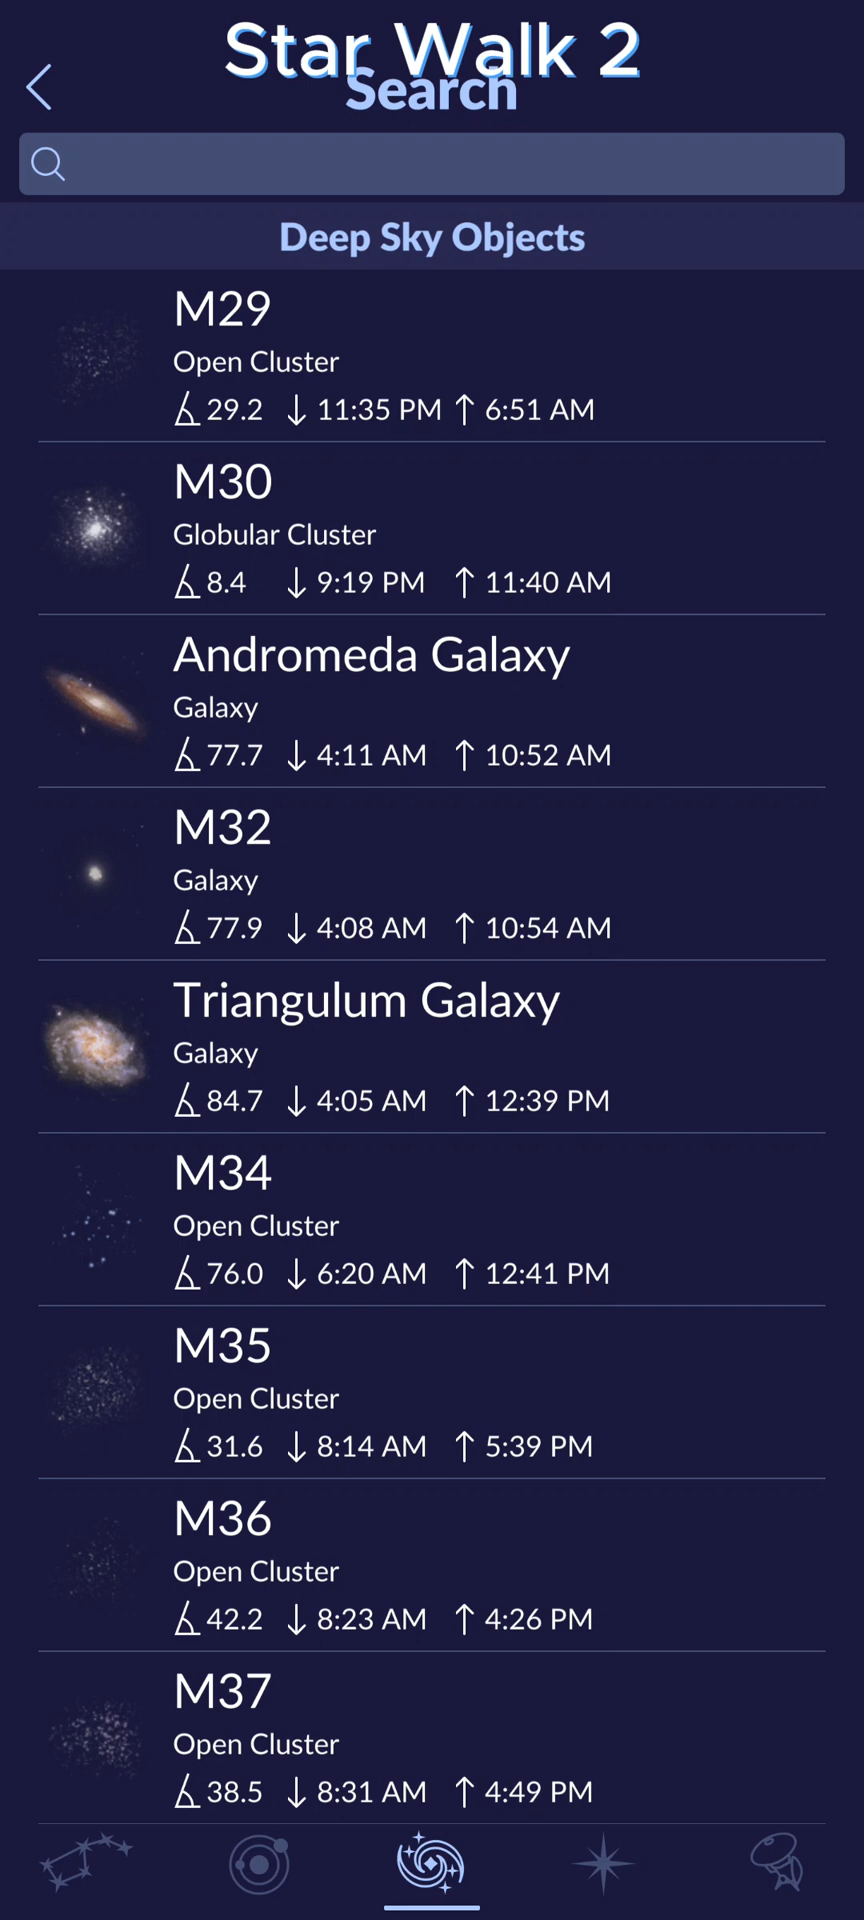 Star Walk 2
Search
Deep Sky Objects
M29
Open Cluster
29.2 ↓ 11:35 PM ↑ 6:51 AM
M30
Globular Cluster
8.4 ↓ 9:19 PM ↑ 11:40 AM
Andromeda Galaxy
Galaxy
77.7 ↓ 4:11 AM ↑ 10:52 AM
M32
Galaxy
77.9 ↓ 4:08 AM ↑ 10:54 AM
Triangulum Galaxy
Galaxy
84.7 ↓ 4:05 AM ↑ 12:39 PM
M34
Open Cluster
76.0 ↓ 6:20 AM ↑ 12:41 PM
M35
Open Cluster
31.6 ↓ 8:14 AM ↑ 5:39 PM
M36
Open Cluster
42.2 ↓ 8:23 AM ↑ 4:26 PM
M37
Open Cluster
38.5 ↓ 8:31 AM ↑ 4:49 PM